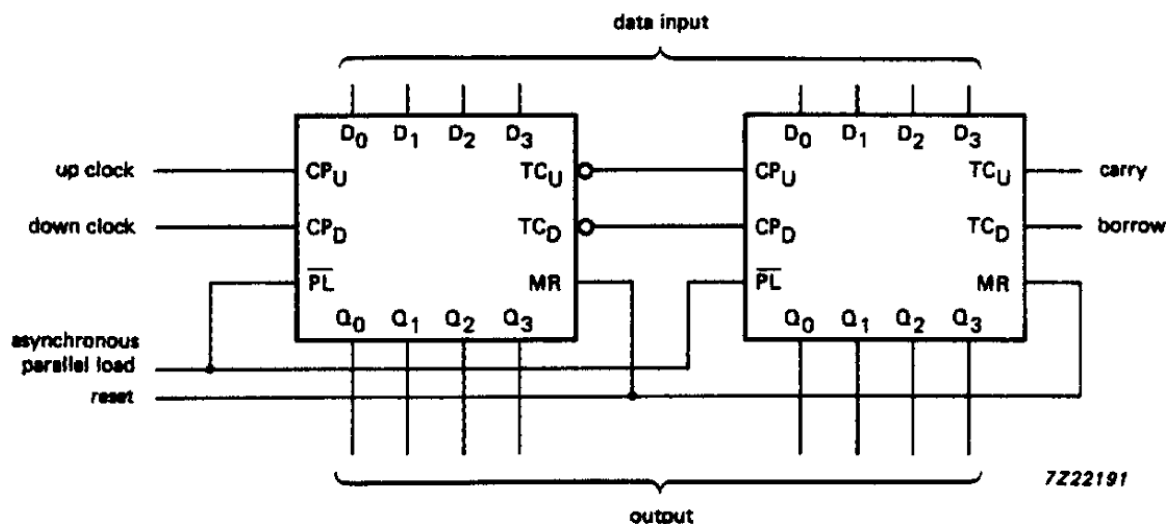 data input
D0 D1 D2 D3 D0 D1 D2 D3
up clock CPU TCU CPU TCU carry
down clock CPD TCD CPD TCD borrow
P̅L̅ MR P̅L̅ MR
Q0 Q1 Q2 Q3 Q0 Q1 Q2 Q3
asynchronous
parallel load
reset
7Z22191
output